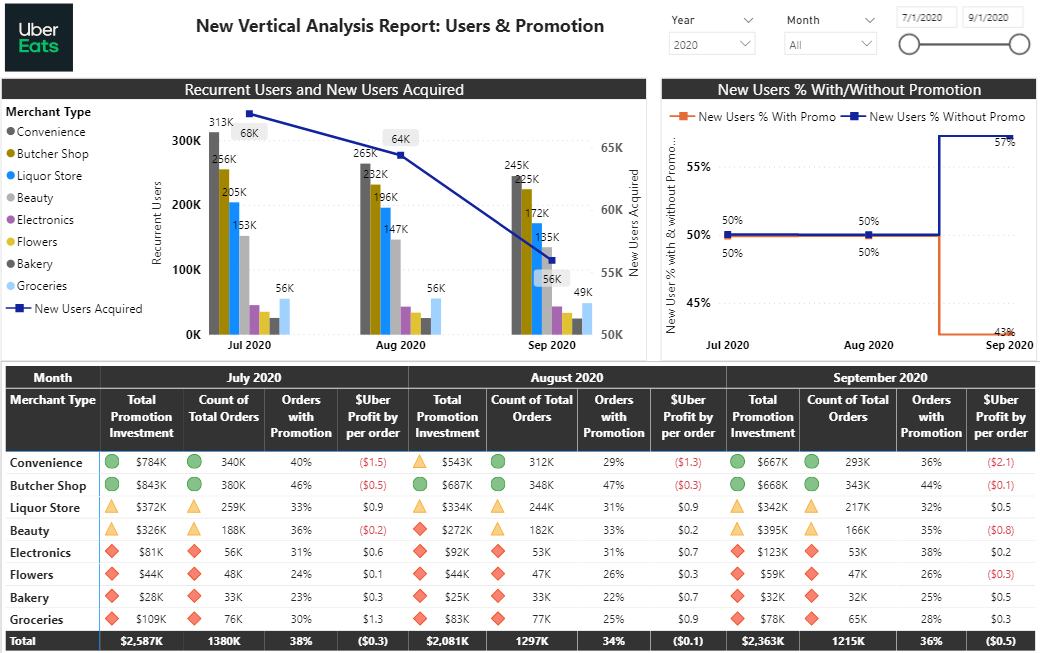 Uber
Eats
New Vertical Analysis Report: Users & Promotion
Year
2020
Month
All
7/1/2020 9/1/2020
Recurrent Users and New Users Acquired
Merchant Type
Convenience
Butcher Shop
Liquor Store
Beauty
Electronics
Flowers
Bakery
Groceries
New Users Acquired
Recurrent Users
300K
200K
100K
0K
313K
256K
205K
153K
56K
68K
265K
232K
196K
147K
56K
64K
245K
225K
172K
135K
49K
56K
65K
60K
55K
50K
New Users Acquired
Jul 2020 Aug 2020 Sep 2020
New Users % With/Without Promotion
New Users % With Promo New Users % Without Promo
New User % with & without Promo...
55%
50%
45%
50% 50% 57%
50% 50% 43%
Jul 2020 Aug 2020 Sep 2020
Month July 2020 August 2020 September 2020
Merchant Type Total Promotion Investment Count of Total Orders Orders with Promotion $Uber Profit by per order Total Promotion Investment Count of Total Orders Orders with Promotion $Uber Profit by per order Total Promotion Investment Count of Total Orders Orders with Promotion $Uber Profit by per order
Convenience $784K 340K 40% ($1.5) $543K 312K 29% ($1.3) $667K 293K 36% ($2.1)
Butcher Shop $843K 380K 46% ($0.5) $687K 348K 47% ($0.3) $668K 343K 44% ($0.1)
Liquor Store $372K 259K 33% $0.9 $334K 244K 31% $0.9 $342K 217K 32% $0.5
Beauty $326K 188K 36% ($0.2) $272K 182K 33% $0.2 $395K 166K 35% ($0.8)
Electronics $81K 56K 31% $0.6 $92K 53K 31% $0.7 $123K 53K 38% $0.2
Flowers $44K 48K 24% $0.1 $44K 47K 26% $0.3 $59K 47K 26% ($0.3)
Bakery $28K 33K 23% $0.3 $25K 33K 22% $0.7 $32K 32K 25% $0.5
Groceries $109K 76K 30% $1.3 $83K 77K 25% $0.9 $78K 65K 28% $0.3
Total $2,587K 1380K 38% ($0.3) $2,081K 1297K 34% ($0.1) $2,363K 1215K 36% ($0.5)